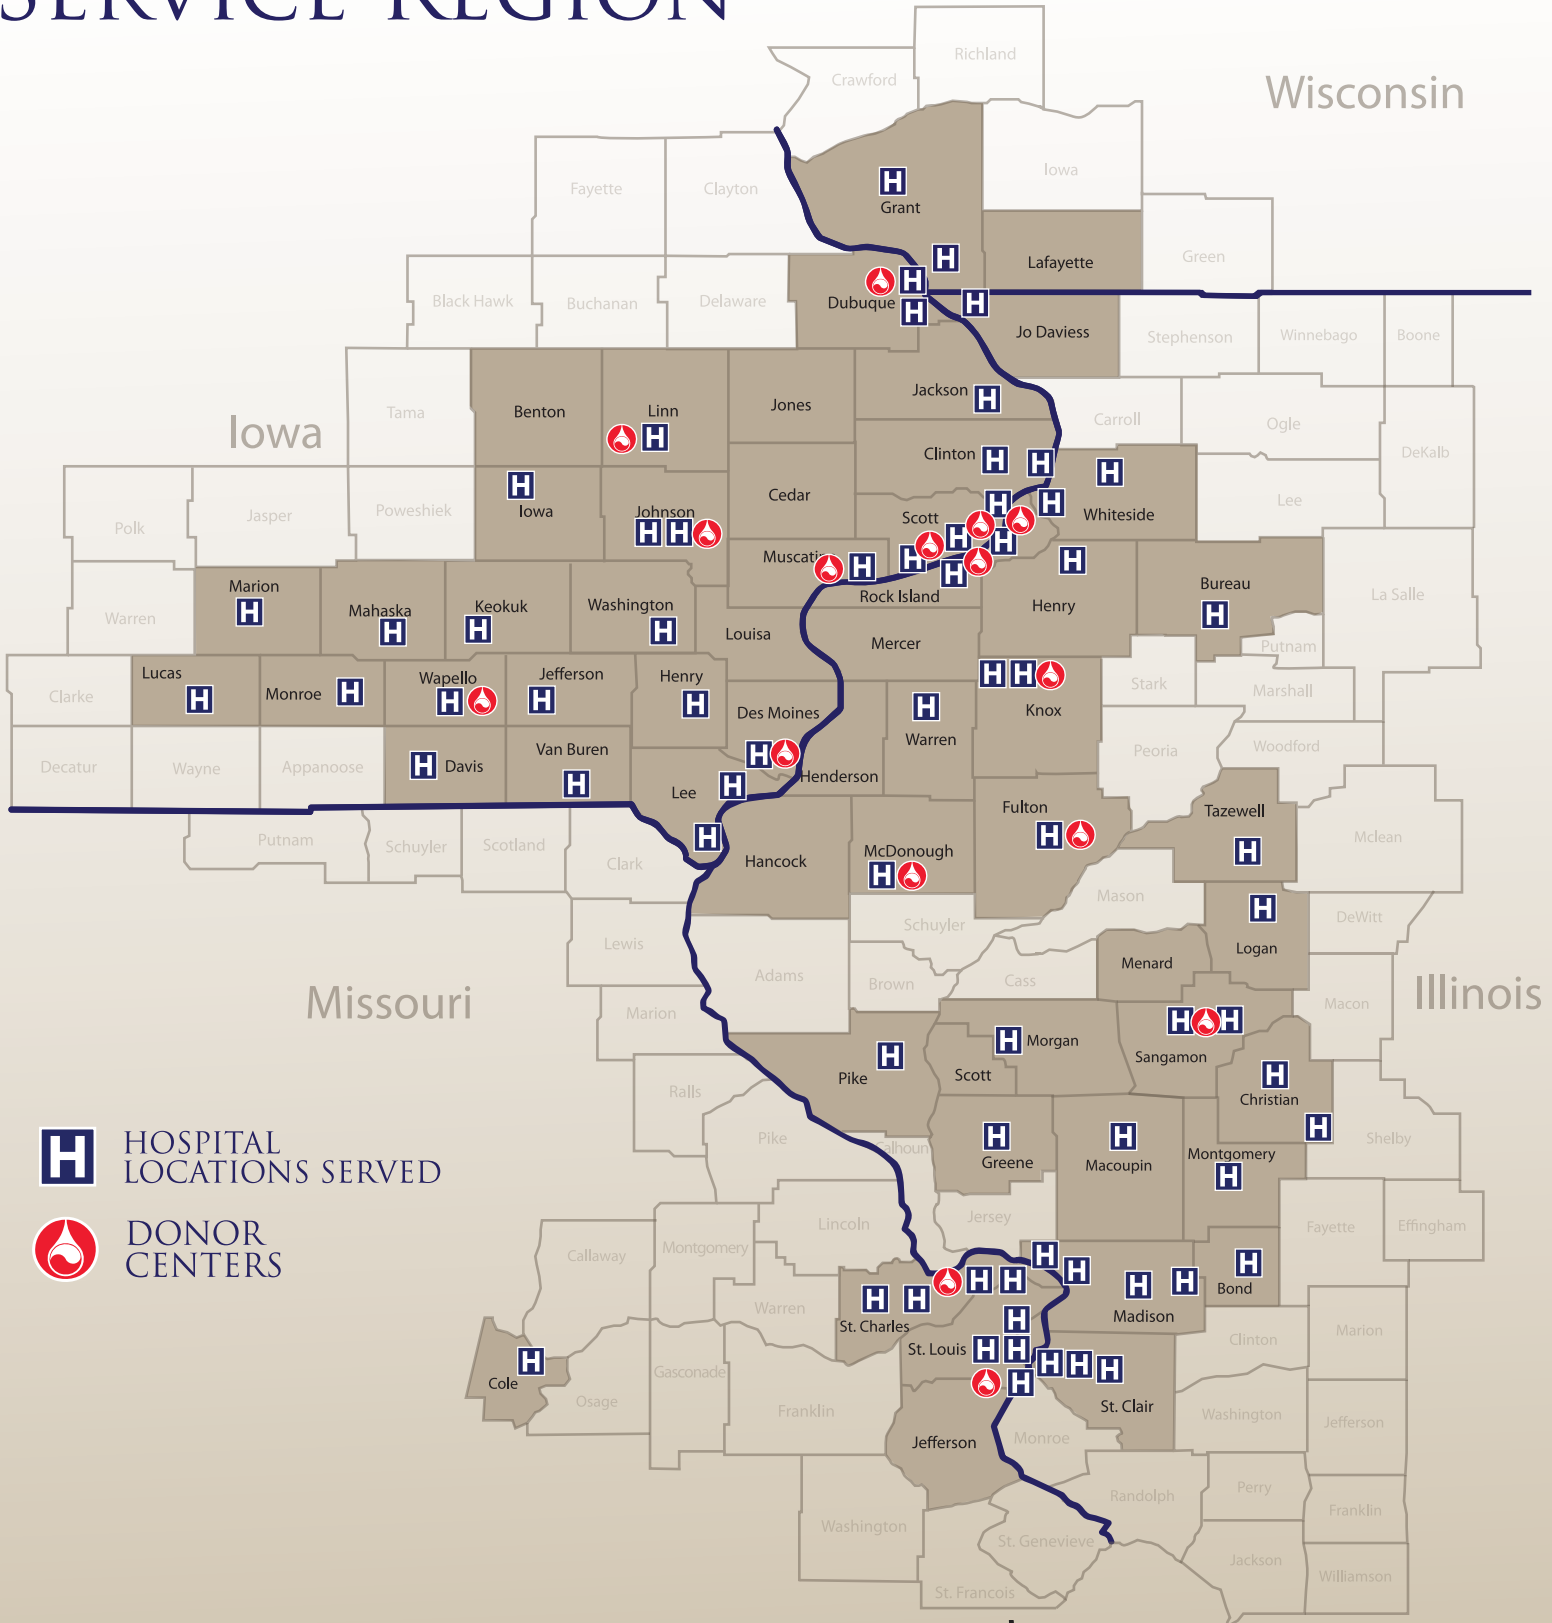 SERVICE REGION
Richland
Crawford
Wisconsin
Iowa
Fayette
Clayton
Grant
Green
Lafayette
Black Hawk
Buchanan
Delaware
Dubuque
Jo Daviess
Stephenson
Winnebago
Boone
Iowa
Tama
Benton
Linn
Jones
Jackson
Carroll
Ogle
DeKalb
Clinton
Polk
Jasper
Poweshiek
Iowa
Johnson
Cedar
Scott
Whiteside
Lee
Muscatin
Rock Island
Henry
Bureau
La Salle
Warren
Marion
Mahaska
Keokuk
Washington
Louisa
Mercer
Putnam
Clarke
Lucas
Monroe
Wapello
Jefferson
Henry
Des Moines
Warren
Knox
Stark
Marshall
Decatur
Wayne
Appanoose
Davis
Van Buren
Lee
Henderson
Peoria
Woodford
Putnam
Schuyler
Scotland
Clark
Hancock
McDonough
Fulton
Tazewell
Mclean
Mason
Lewis
Schuyler
Logan
DeWitt
Missouri
Marion
Adams
Brown
Cass
Menard
Macon
Illinois
Ralls
Pike
Scott
Morgan
Sangamon
Christian
HOSPITAL
LOCATIONS SERVED
Pike
Calhoun
Greene
Macoupin
Montgomery
Shelby
DONOR
CENTERS
Callaway
Montgomery
Lincoln
Jersey
Fayette
Effingham
Warren
St. Charles
Madison
Bond
Cole
Osage
Gasconade
Franklin
St. Louis
St. Clair
Clinton
Marion
Jefferson
Monroe
Washington
Jefferson
Washington
St. Genevieve
St. Francois
Randolph
Perry
Franklin
Jackson
Williamson